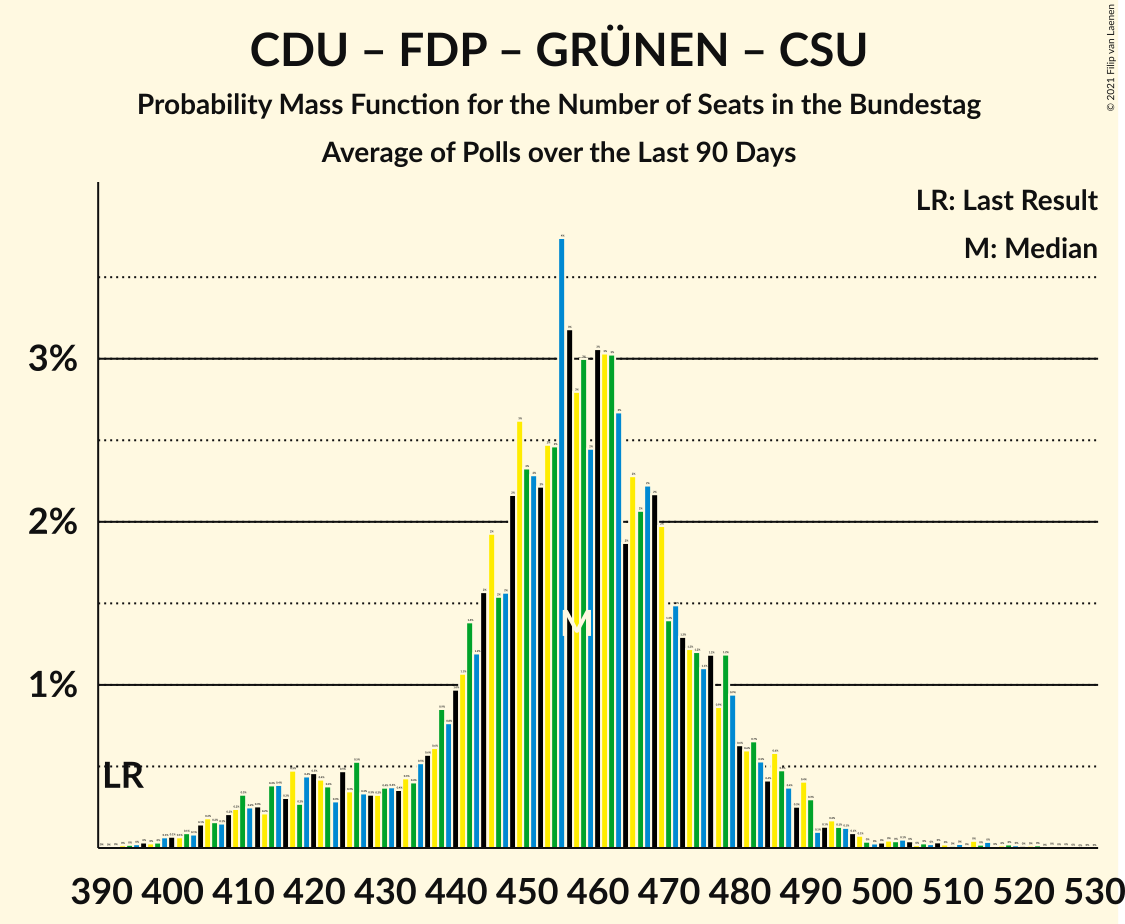 CDU – FDP – GRÜNEN – CSU
Probability Mass Function for the Number of Seats in the Bundestag
Average of Polls over the Last 90 Days
© 2021 Filip van Laenen
LR: Last Result
M: Median
3%
2%
1%
LR
M
390 400 410 420 430 440 450 460 470 480 490 500 510 520 530